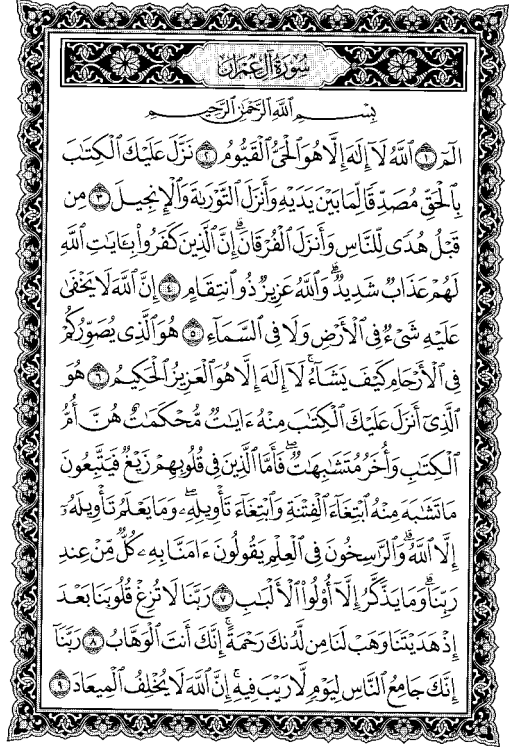 سُورَةُ آلِ عِمْرَان
بِسْمِ اللَّهِ الرَّحْمَٰنِ الرَّحِيمِ
الٓمٓ ١ ٱللَّهُ لَآ إِلَٰهَ إِلَّا هُوَ ٱلْحَىُّ ٱلْقَيُّومُ ٢ نَزَّلَ عَلَيْكَ ٱلْكِتَٰبَ
بِٱلْحَقِّ مُصَدِّقًا لِّمَا بَيْنَ يَدَيْهِ وَأَنزَلَ ٱلتَّوْرَىٰةَ وَٱلْإِنجِيلَ ٣ مِن
قَبْلُ هُدًى لِّلنَّاسِ وَأَنزَلَ ٱلْفُرْقَانَ ۗ إِنَّ ٱلَّذِينَ كَفَرُوا۟ بِـَٔايَٰتِ ٱللَّهِ
لَهُمْ عَذَابٌ شَدِيدٌ ۗ وَٱللَّهُ عَزِيزٌ ذُو ٱنتِقَامٍ ٤ إِنَّ ٱللَّهَ لَا يَخْفَىٰ
عَلَيْهِ شَىْءٌ فِى ٱلْأَرْضِ وَلَا فِى ٱلسَّمَآءِ ٥ هُوَ ٱلَّذِى يُصَوِّرُكُمْ
فِى ٱلْأَرْحَامِ كَيْفَ يَشَآءُ ۚ لَآ إِلَٰهَ إِلَّا هُوَ ٱلْعَزِيزُ ٱلْحَكِيمُ ٦ هُوَ
ٱلَّذِىٓ أَنزَلَ عَلَيْكَ ٱلْكِتَٰبَ مِنْهُ ءَايَٰتٌ مُّحْكَمَٰتٌ هُنَّ أُمُّ
ٱلْكِتَٰبِ وَأُخَرُ مُتَشَٰبِهَٰتٌ ۖ فَأَمَّا ٱلَّذِينَ فِى قُلُوبِهِمْ زَيْغٌ فَيَتَّبِعُونَ
مَا تَشَٰبَهَ مِنْهُ ٱبْتِغَآءَ ٱلْفِتْنَةِ وَٱبْتِغَآءَ تَأْوِيلِهِۦ ۗ وَمَا يَعْلَمُ تَأْوِيلَهُۥٓ
إِلَّا ٱللَّهُ ۗ وَٱلرَّٰسِخُونَ فِى ٱلْعِلْمِ يَقُولُونَ ءَامَنَّا بِهِۦ كُلٌّ مِّنْ عِندِ
رَبِّنَا ۗ وَمَا يَذَّكَّرُ إِلَّآ أُو۟لُوا۟ ٱلْأَلْبَٰبِ ٧ رَبَّنَا لَا تُزِغْ قُلُوبَنَا بَعْدَ
إِذْ هَدَيْتَنَا وَهَبْ لَنَا مِن لَّدُنكَ رَحْمَةً ۚ إِنَّكَ أَنتَ ٱلْوَهَّابُ ٨ رَبَّنَآ
إِنَّكَ جَامِعُ ٱلنَّاسِ لِيَوْمٍ لَّا رَيْبَ فِيهِ ۚ إِنَّ ٱللَّهَ لَا يُخْلِفُ ٱلْمِيعَادَ ٩